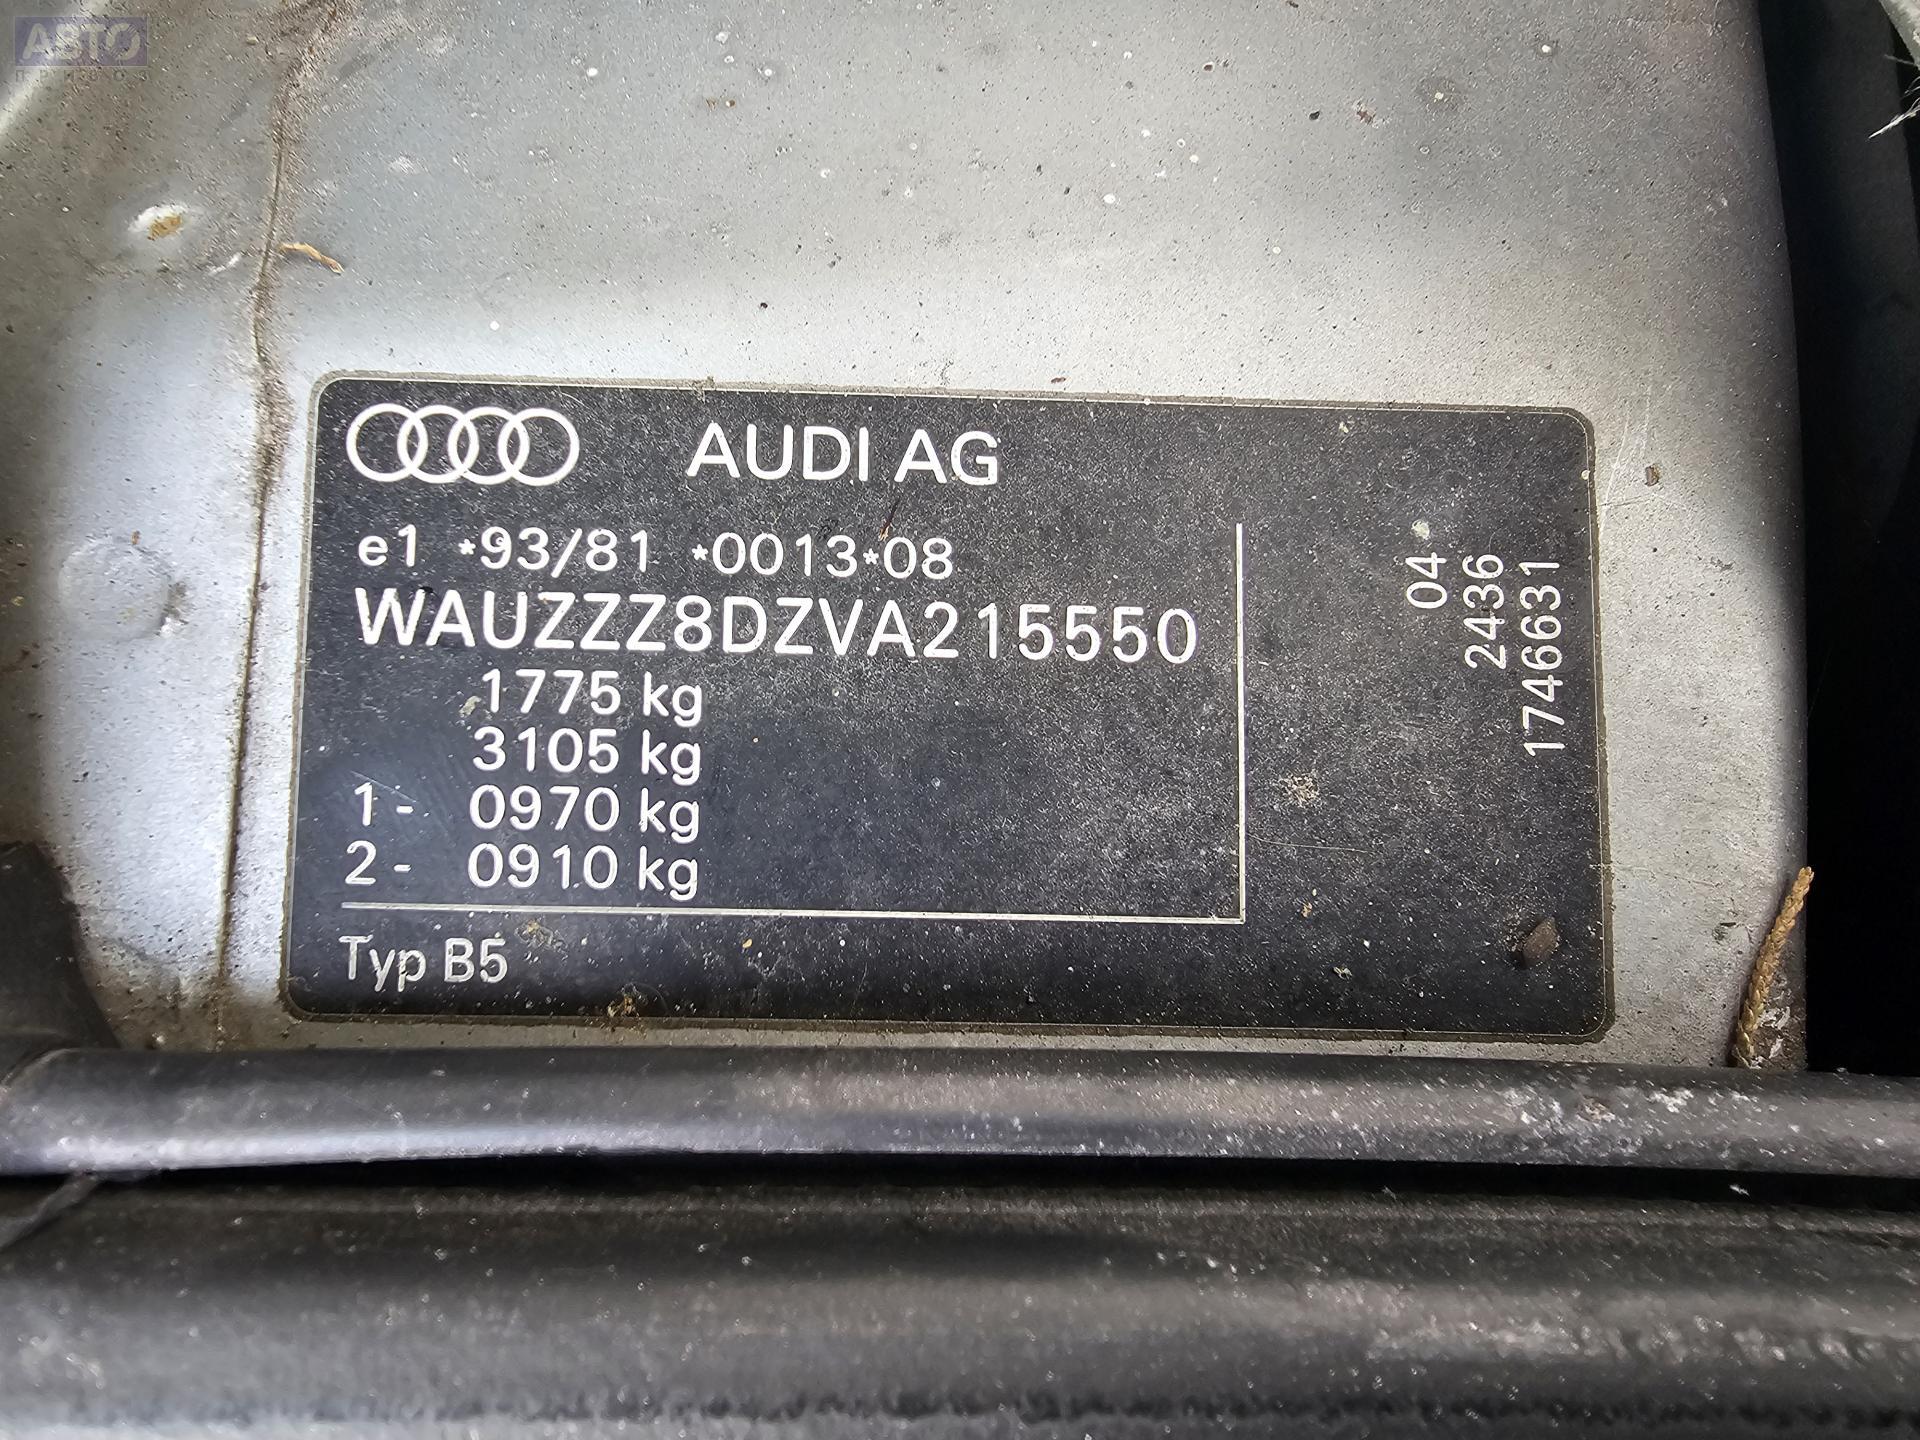 АВТО
ПРИВОЗ
AUDI AG
e1 *93/81 *0013*08
WAUZZZ8DZVA215550
1775 kg
3105 kg
1- 0970 kg
2- 0910 kg
Typ B5
04
2436
1746631